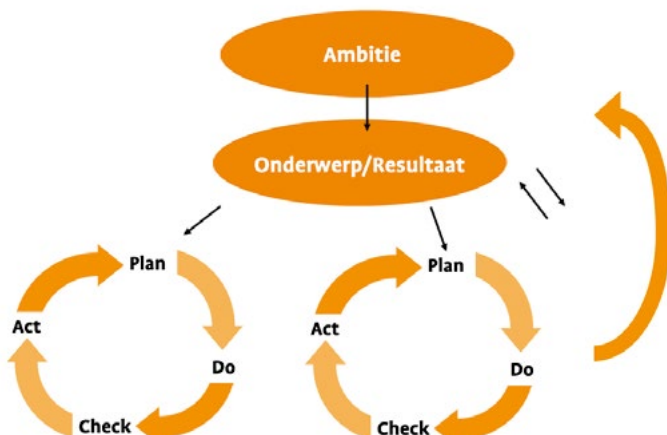 Ambitie
Onderwerp/Resultaat
Plan
Act
Do
Check
Plan
Act
Do
Check